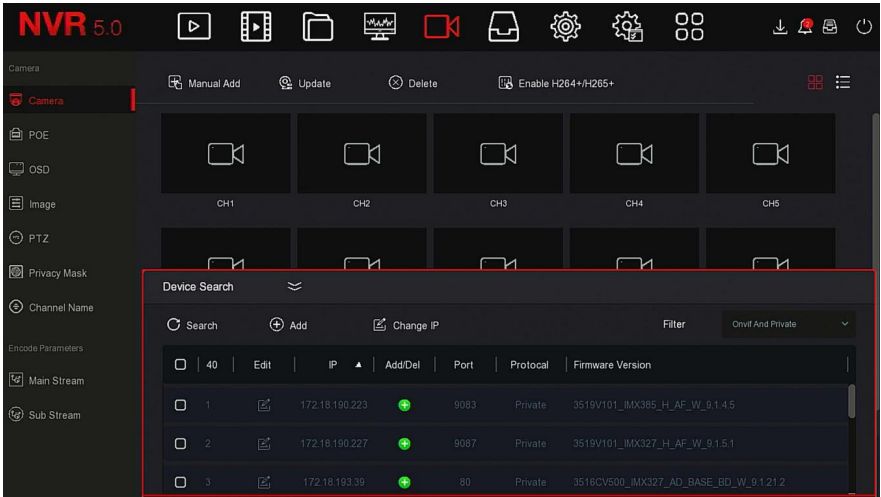 NVR 5.0
2
Camera
Camera
POE
OSD
Image
PTZ
Privacy Mask
Channel Name
Encode Parameters
Main Stream
Sub Stream
Manual Add Update Delete Enable H264+/H265+
CH1 CH2 CH3 CH4 CH5
Device Search
Search Add Change IP Filter Onvif And Private
40 Edit IP Add/Del Port Protocal Firmware Version
1 172.18.190.223 9083 Private 3519V101_IMX385_H_AF_W_9.1.4.5
2 172.18.190.227 9087 Private 3519V101_IMX327_H_AF_W_9.1.5.1
3 172.18.193.39 80 Private 3516CV500_IMX327_AD_BASE_BD_W_9.1.21.2